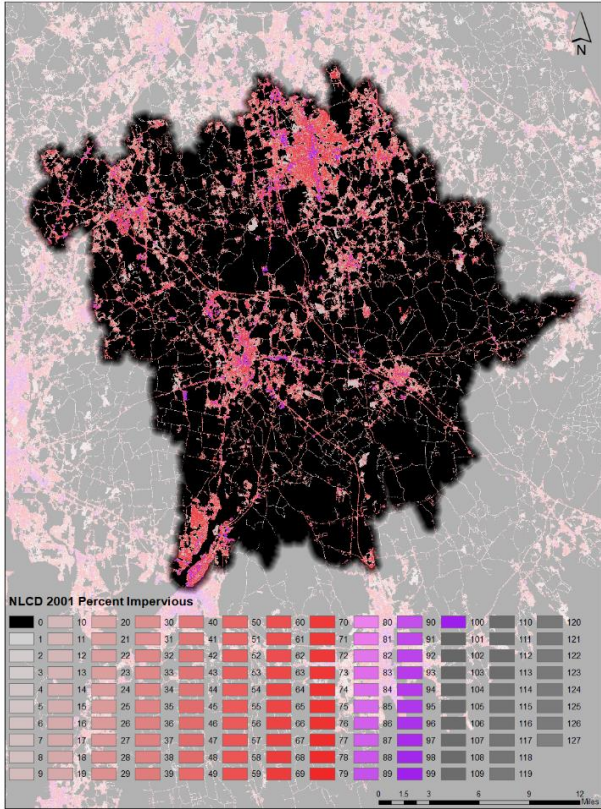 N
NLCD 2001 Percent Impervious
0 10 20 30 40 50 60 70 80 90 100 110 120
1 11 21 31 41 51 61 71 81 91 101 111 121
2 12 22 32 42 52 62 72 82 92 102 112 122
3 13 23 33 43 53 63 73 83 93 103 113 123
4 14 24 34 44 54 64 74 84 94 104 114 124
5 15 25 35 45 55 65 75 85 95 105 115 125
6 16 26 36 46 56 66 76 86 96 106 116 126
7 17 27 37 47 57 67 77 87 97 107 117 127
8 18 28 38 48 58 68 78 88 98 108 118
9 19 29 39 49 59 69 79 89 99 109 119
0 1.5 3 6 9 12
Miles